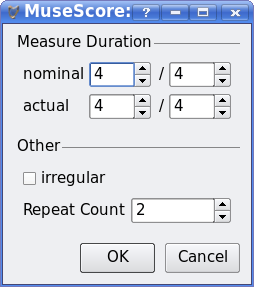 MuseScore: ?
Measure Duration
nominal 4 / 4
actual 4 / 4
Other
irregular
Repeat Count 2
OK Cancel